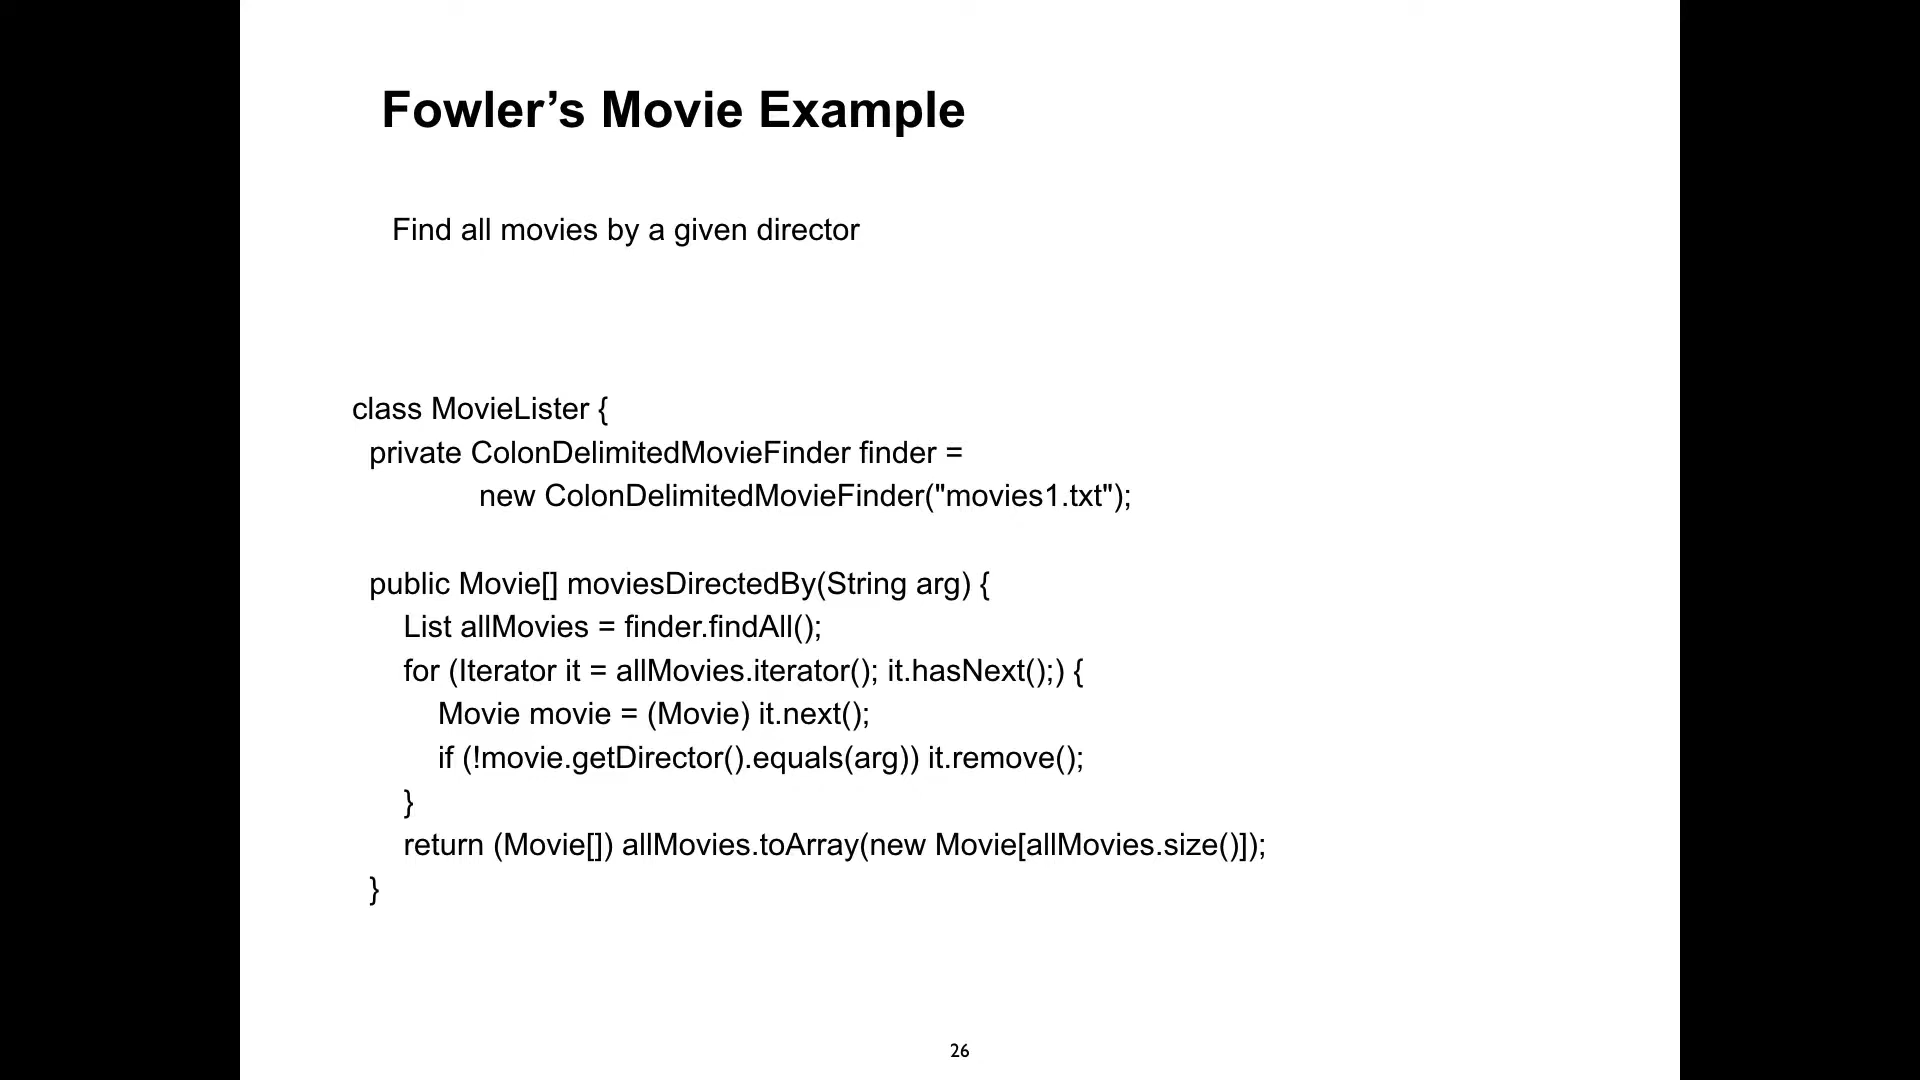 Fowler’s Movie Example
Find all movies by a given director
class MovieLister {
private ColonDelimitedMovieFinder finder =
new ColonDelimitedMovieFinder("movies1.txt");
public Movie[] moviesDirectedBy(String arg) {
List allMovies = finder.findAll();
for (Iterator it = allMovies.iterator(); it.hasNext();) {
Movie movie = (Movie) it.next();
if (!movie.getDirector().equals(arg)) it.remove();
}
return (Movie[]) allMovies.toArray(new Movie[allMovies.size()]);
}
26